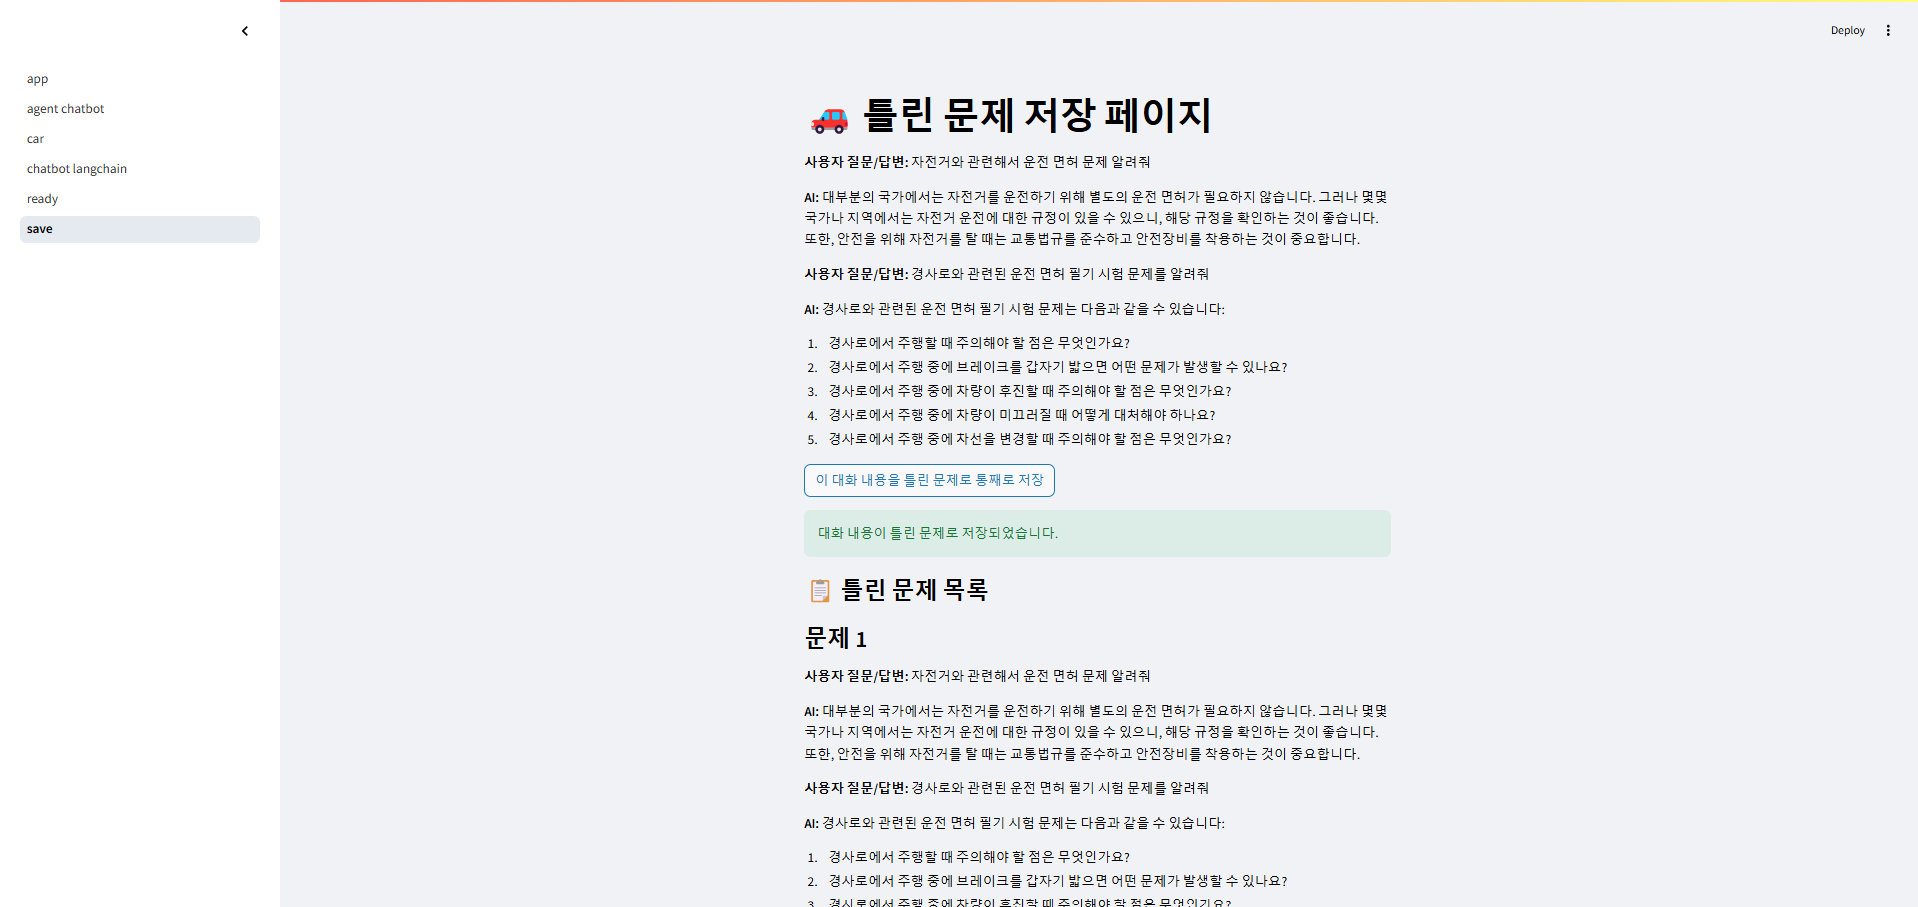 Deploy
app
agent chatbot
car
chatbot langchain
ready
save
틀린 문제 저장 페이지
사용자 질문/답변: 자전거와 관련해서 운전 면허 문제 알려줘
AI: 대부분의 국가에서는 자전거를 운전하기 위해 별도의 운전 면허가 필요하지 않습니다. 그러나 몇몇
국가나 지역에서는 자전거 운전에 대한 규정이 있을 수 있으니, 해당 규정을 확인하는 것이 좋습니다.
또한, 안전을 위해 자전거를 탈 때는 교통법규를 준수하고 안전장비를 착용하는 것이 중요합니다.
사용자 질문/답변: 경사로와 관련된 운전 면허 필기 시험 문제를 알려줘
AI: 경사로와 관련된 운전 면허 필기 시험 문제는 다음과 같을 수 있습니다:
1. 경사로에서 주행할 때 주의해야 할 점은 무엇인가요?
2. 경사로에서 주행 중에 브레이크를 갑자기 밟으면 어떤 문제가 발생할 수 있나요?
3. 경사로에서 주행 중에 차량이 후진할 때 주의해야 할 점은 무엇인가요?
4. 경사로에서 주행 중에 차량이 미끄러질 때 어떻게 대처해야 하나요?
5. 경사로에서 주행 중에 차선을 변경할 때 주의해야 할 점은 무엇인가요?
이 대화 내용을 틀린 문제로 통째로 저장
대화 내용이 틀린 문제로 저장되었습니다.
틀린 문제 목록
문제 1
사용자 질문/답변: 자전거와 관련해서 운전 면허 문제 알려줘
AI: 대부분의 국가에서는 자전거를 운전하기 위해 별도의 운전 면허가 필요하지 않습니다. 그러나 몇몇
국가나 지역에서는 자전거 운전에 대한 규정이 있을 수 있으니, 해당 규정을 확인하는 것이 좋습니다.
또한, 안전을 위해 자전거를 탈 때는 교통법규를 준수하고 안전장비를 착용하는 것이 중요합니다.
사용자 질문/답변: 경사로와 관련된 운전 면허 필기 시험 문제를 알려줘
AI: 경사로와 관련된 운전 면허 필기 시험 문제는 다음과 같을 수 있습니다:
1. 경사로에서 주행할 때 주의해야 할 점은 무엇인가요?
2. 경사로에서 주행 중에 브레이크를 갑자기 밟으면 어떤 문제가 발생할 수 있나요?
3. 경사로에서 주행 중에 차량이 후진할 때 주의해야 할 점은 무엇인가요?